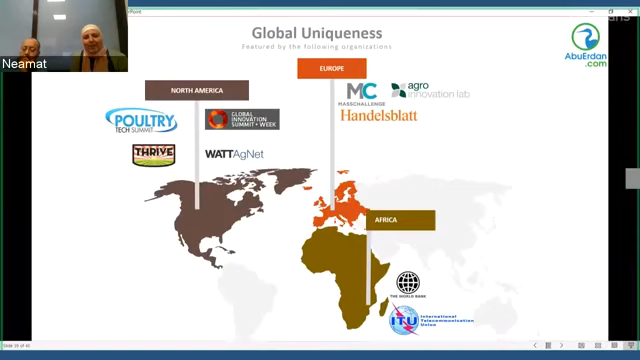 Neamat
Global Uniqueness
Featured by the following organizations
AbuErdan
.com
NORTH AMERICA
EUROPE
AFRICA
POULTRY
TECH SUMMIT
GLOBAL
INNOVATION
SUMMIT + WEEK
THRIVE
WATTAgNet
MC
MASSCHALLENGE
agro
innovation lab
Handelsblatt
THE WORLD BANK
ITU
International
Telecommunication
Union